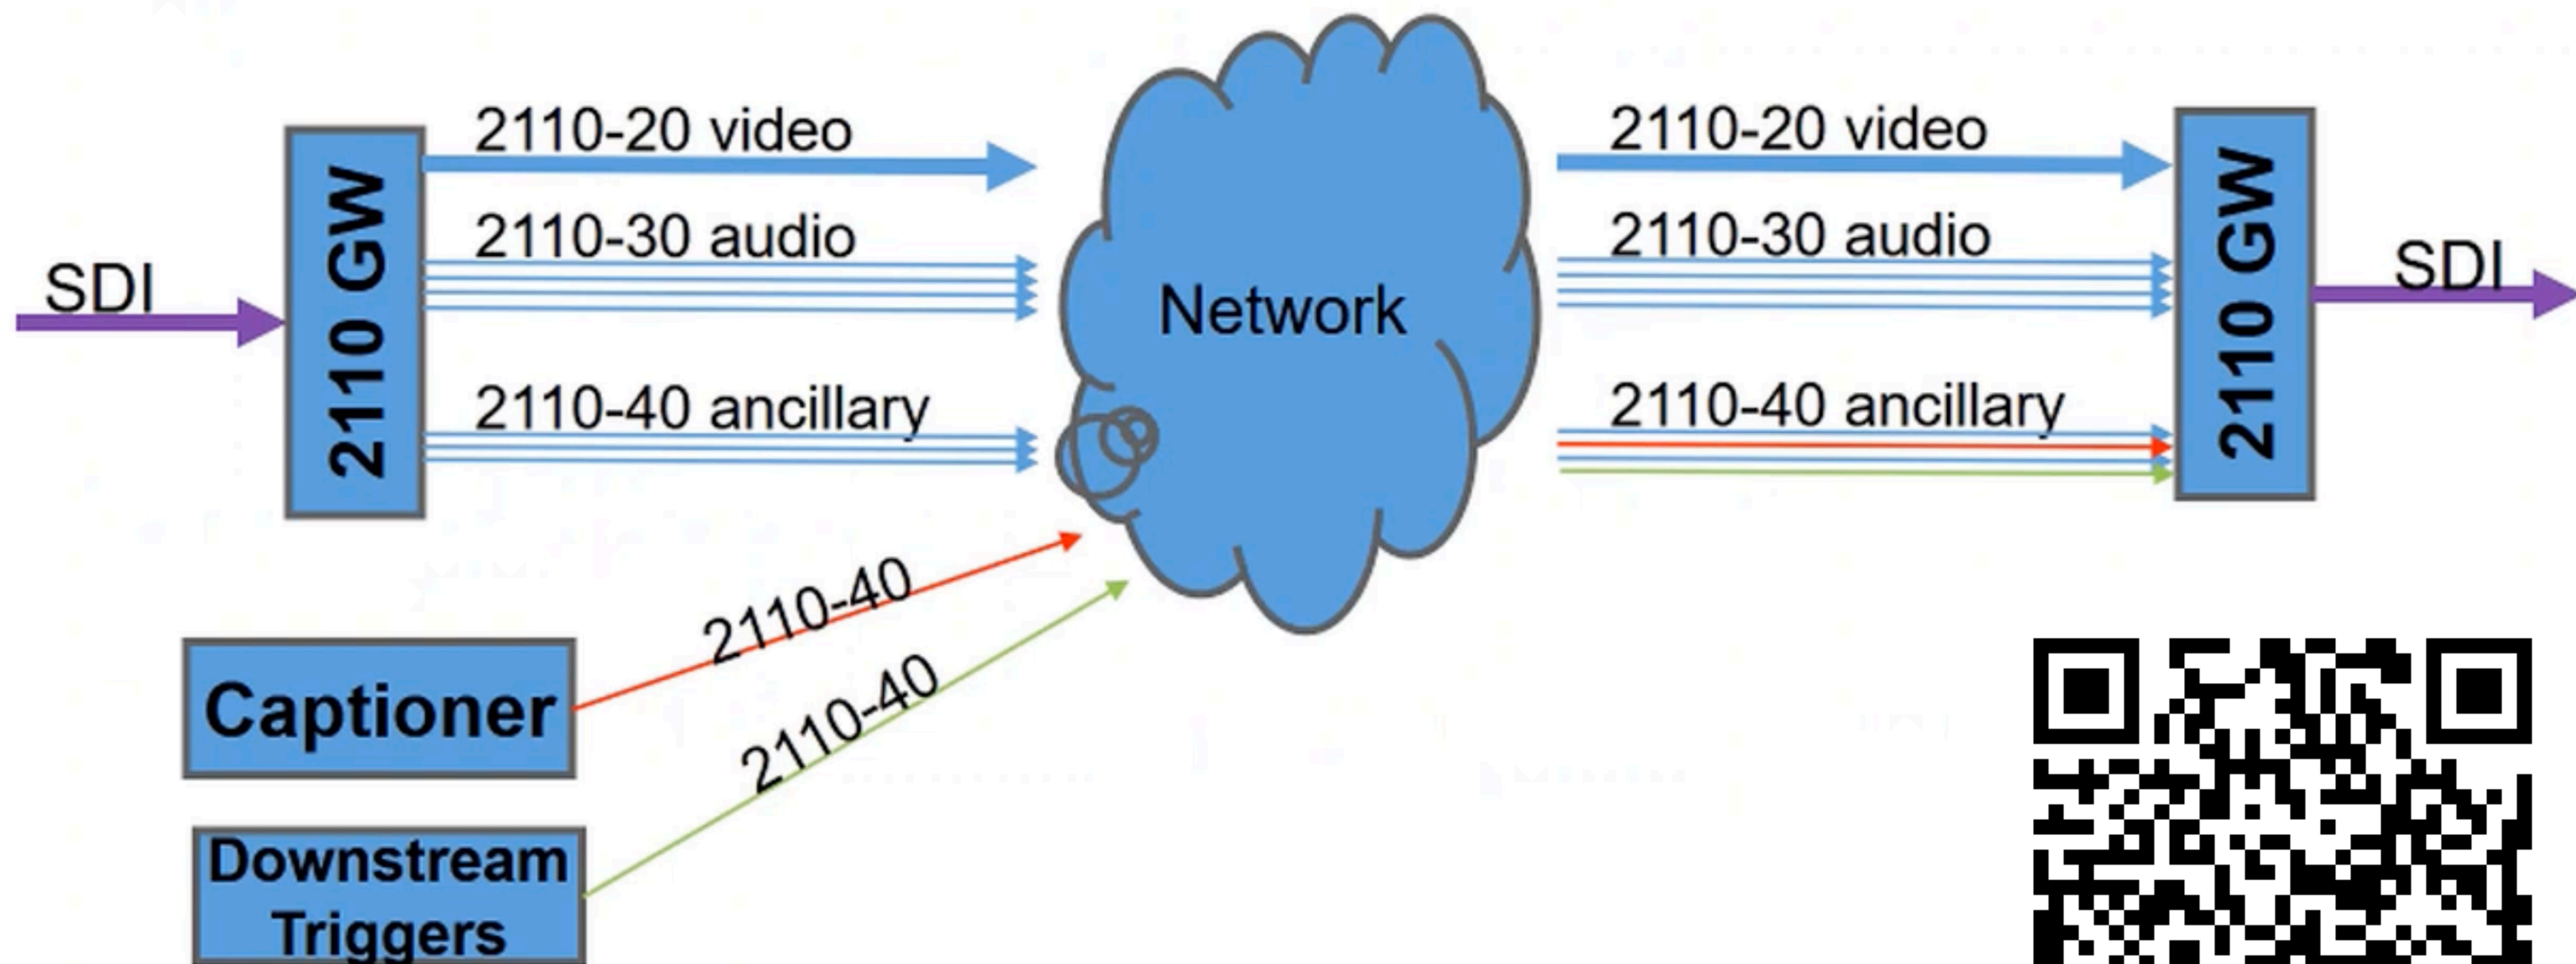 SDI
2110 GW
2110-20 video
2110-30 audio
2110-40 ancillary
Network
2110-20 video
2110-30 audio
2110-40 ancillary
2110 GW
SDI
Captioner
2110-40
Downstream
Triggers
2110-40